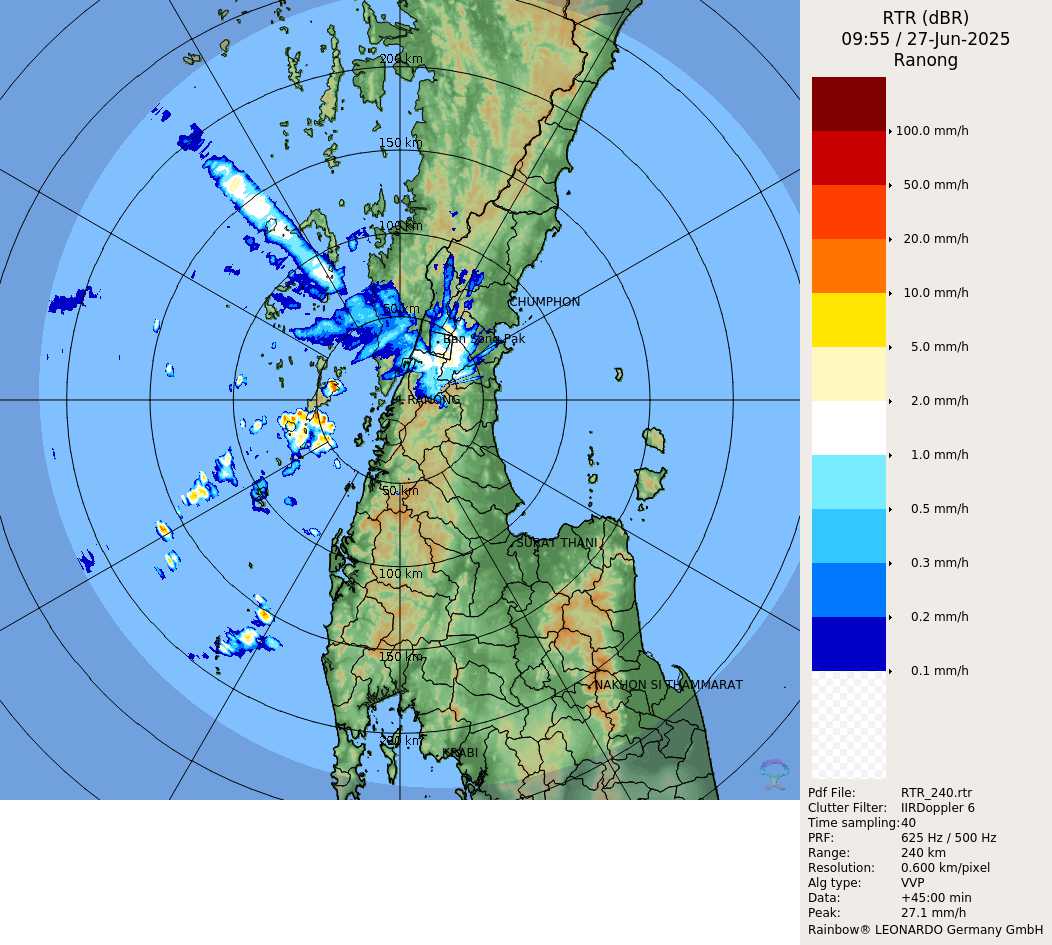 RTR (dBR)
09:55 / 27-Jun-2025
Ranong
200 km
150 km
100 km
50 km
CHUMPHON
Ban Song Pak
RANONG
50 km
SURAT THANI
100 km
150 km
NAKHON SI THAMMARAT
200 km
KRABI
100.0 mm/h
50.0 mm/h
20.0 mm/h
10.0 mm/h
5.0 mm/h
2.0 mm/h
1.0 mm/h
0.5 mm/h
0.3 mm/h
0.2 mm/h
0.1 mm/h
Pdf File: RTR_240.rtr
Clutter Filter: IIRDoppler 6
Time sampling:40
PRF: 625 Hz / 500 Hz
Range: 240 km
Resolution: 0.600 km/pixel
Alg type: VVP
Data: +45:00 min
Peak: 27.1 mm/h
Rainbow® LEONARDO Germany GmbH